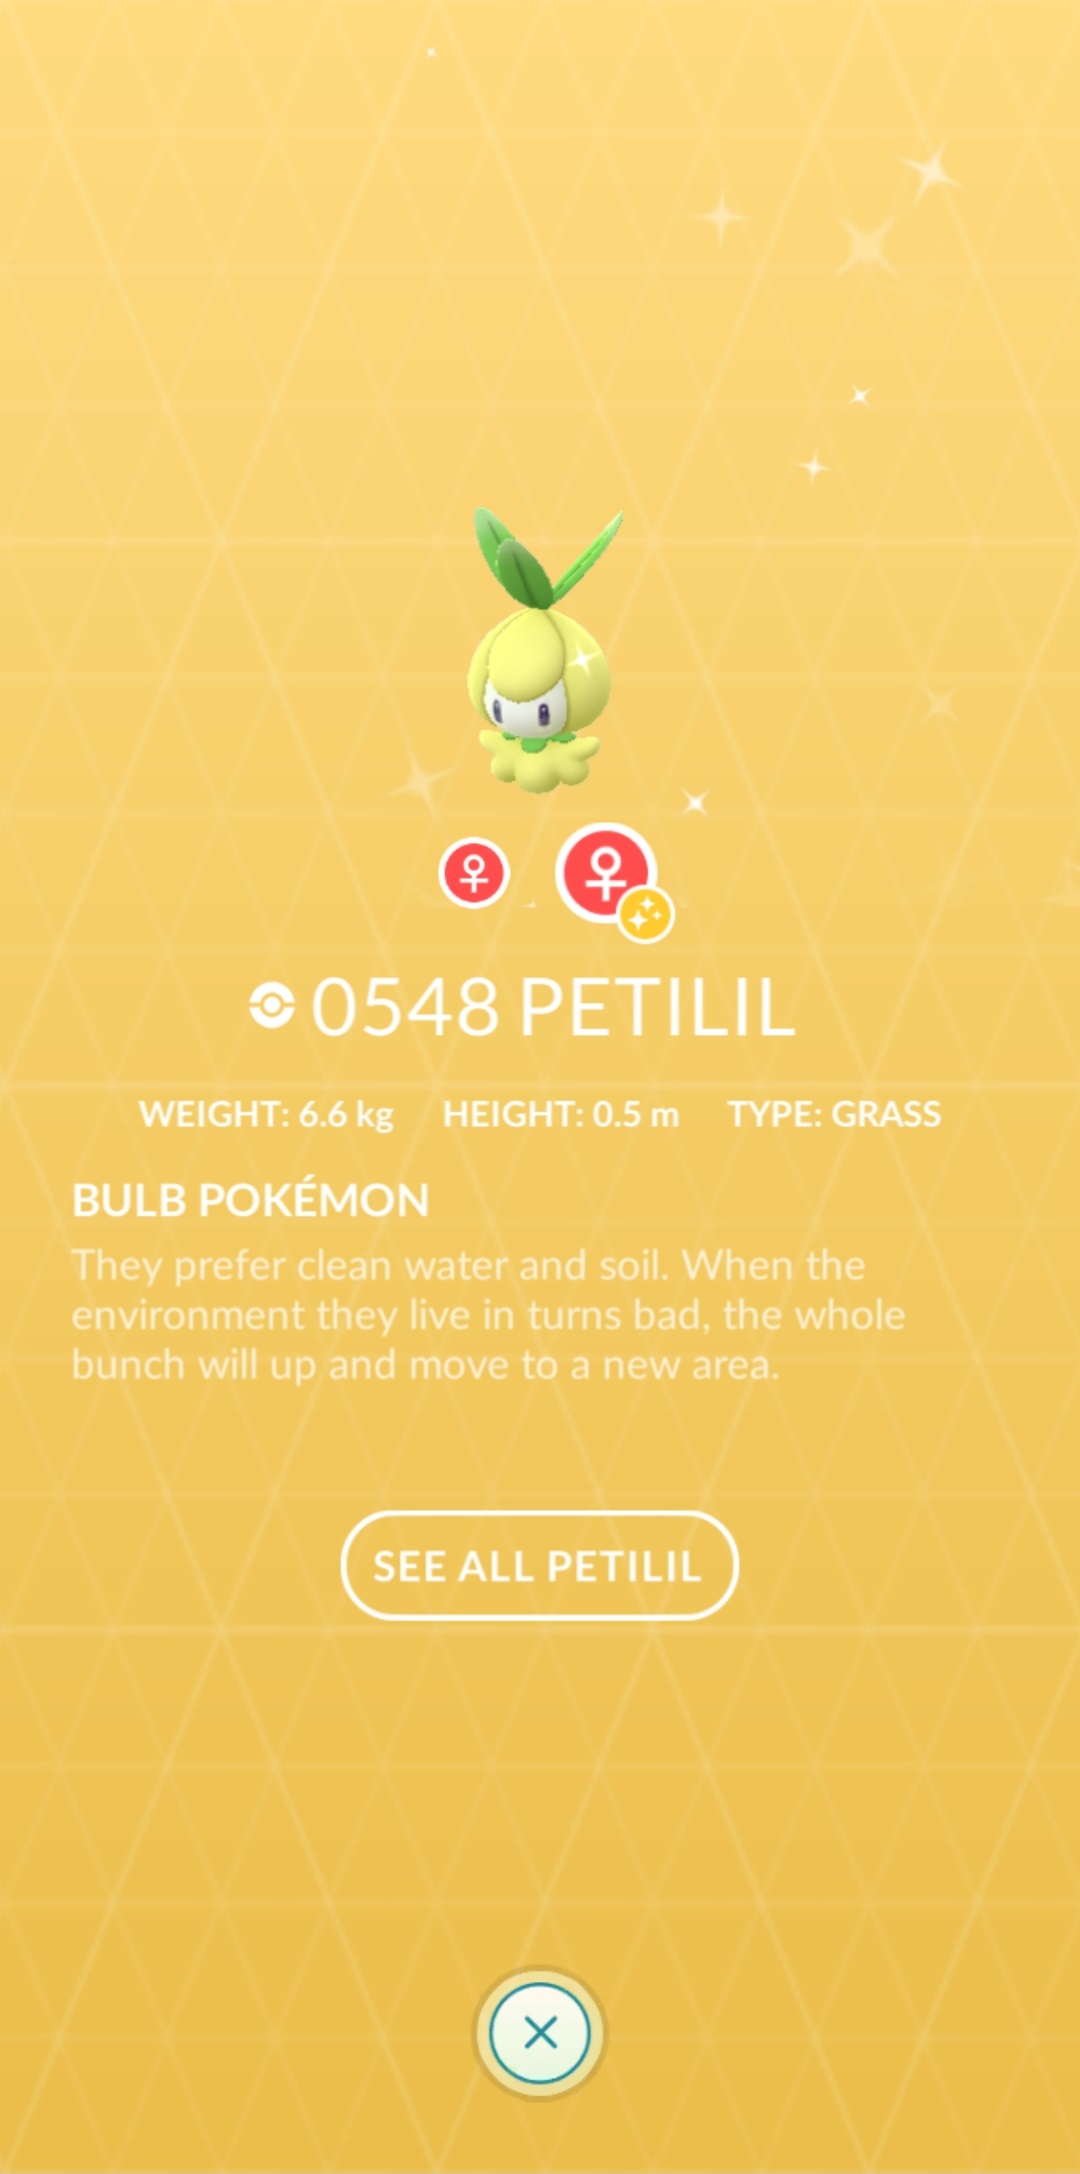 0548 PETILIL
WEIGHT: 6.6 kg HEIGHT: 0.5 m TYPE: GRASS
BULB POKÉMON
They prefer clean water and soil. When the
environment they live in turns bad, the whole
bunch will up and move to a new area.
SEE ALL PETILIL